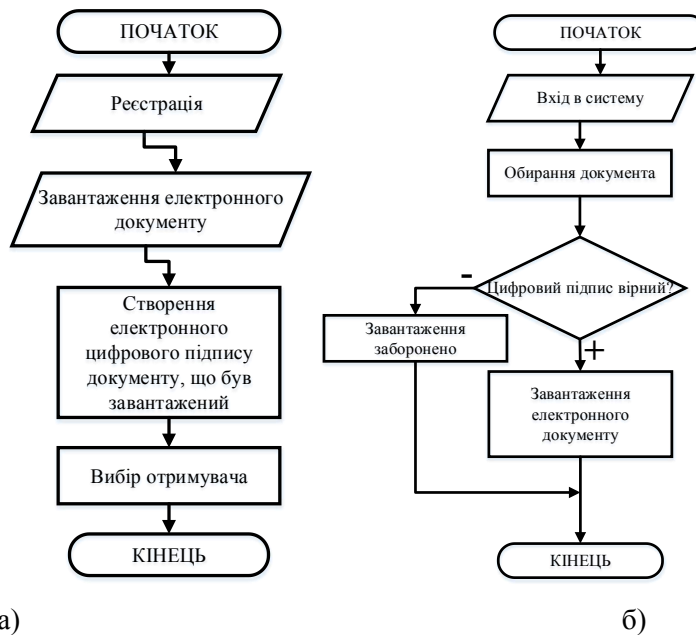 ПОЧАТОК
Реєстрація
Завантаження електронного
документу
Створення
електронного
цифрового підпису
документу, що був
завантажений
Вибір отримувача
КІНЕЦЬ
а)
ПОЧАТОК
Вхід в систему
Обирання документа
Цифровий підпис вірний?
-
Завантаження
заборонено
+
Завантаження
електронного
документу
КІНЕЦЬ
б)